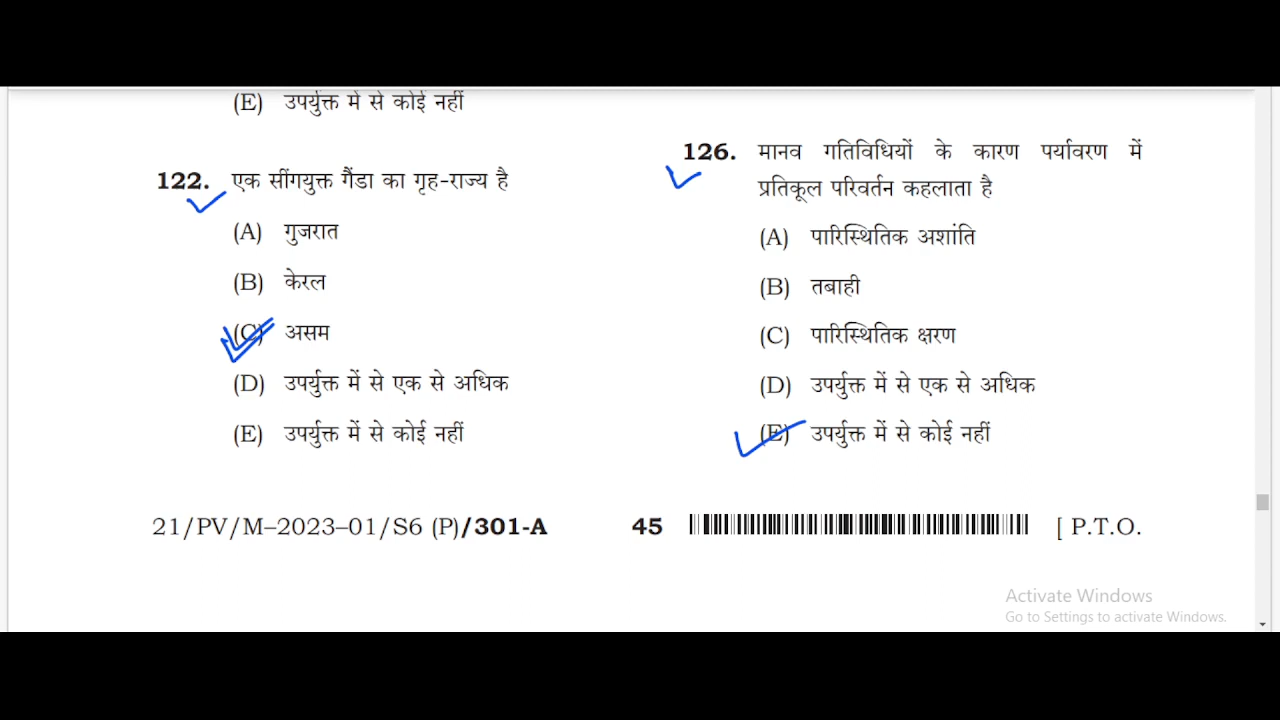 (E) उपर्युक्त में से कोई नहीं
122. एक सींगयुक्त गैंडा का गृह-राज्य है
(A) गुजरात
(B) केरल
(C) असम
(D) उपर्युक्त में से एक से अधिक
(E) उपर्युक्त में से कोई नहीं
126. मानव गतिविधियों के कारण पर्यावरण में
प्रतिकूल परिवर्तन कहलाता है
(A) पारिस्थितिक अशांति
(B) तबाही
(C) पारिस्थितिक क्षरण
(D) उपर्युक्त में से एक से अधिक
(E) उपर्युक्त में से कोई नहीं
21/PV/M–2023–01/S6 (P)/301-A 45 [ P.T.O.
Activate Windows
Go to Settings to activate Windows.